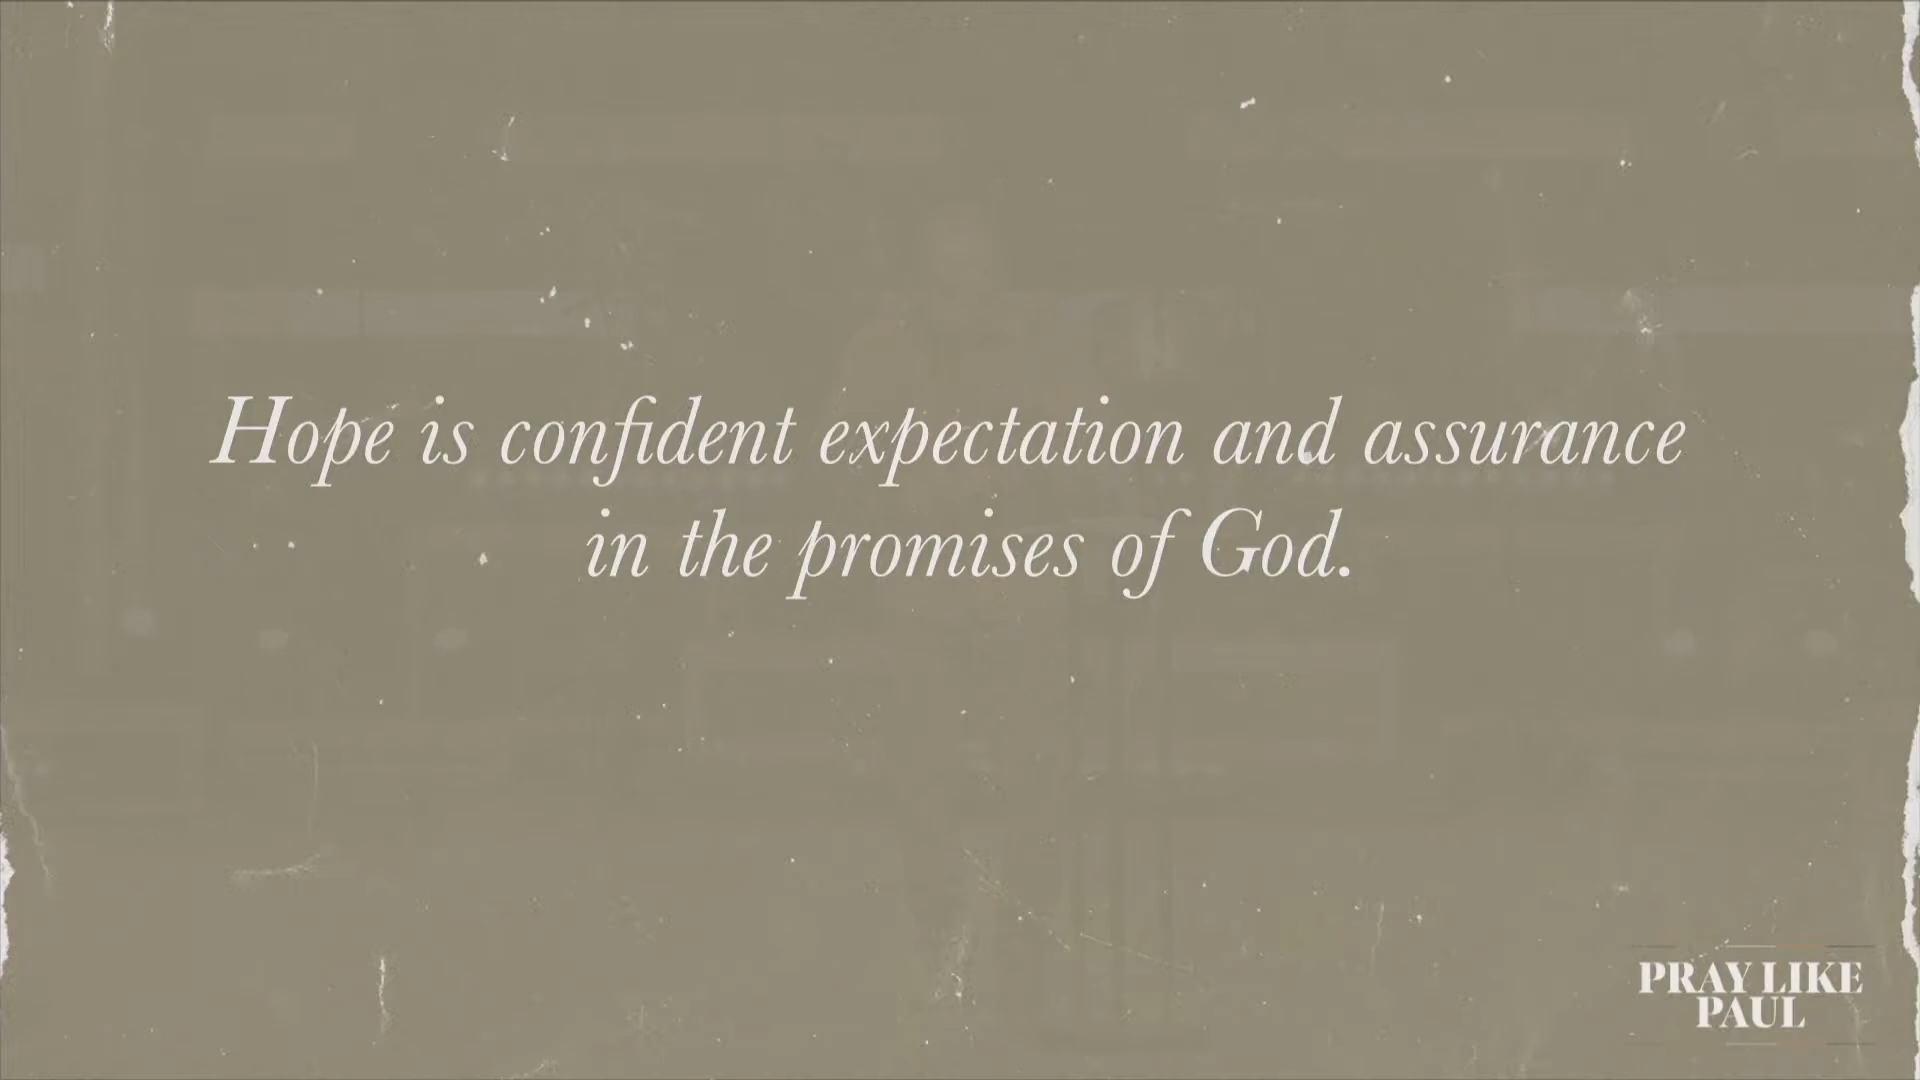 Hope is confident expectation and assurance
in the promises of God.
PRAY LIKE
PAUL